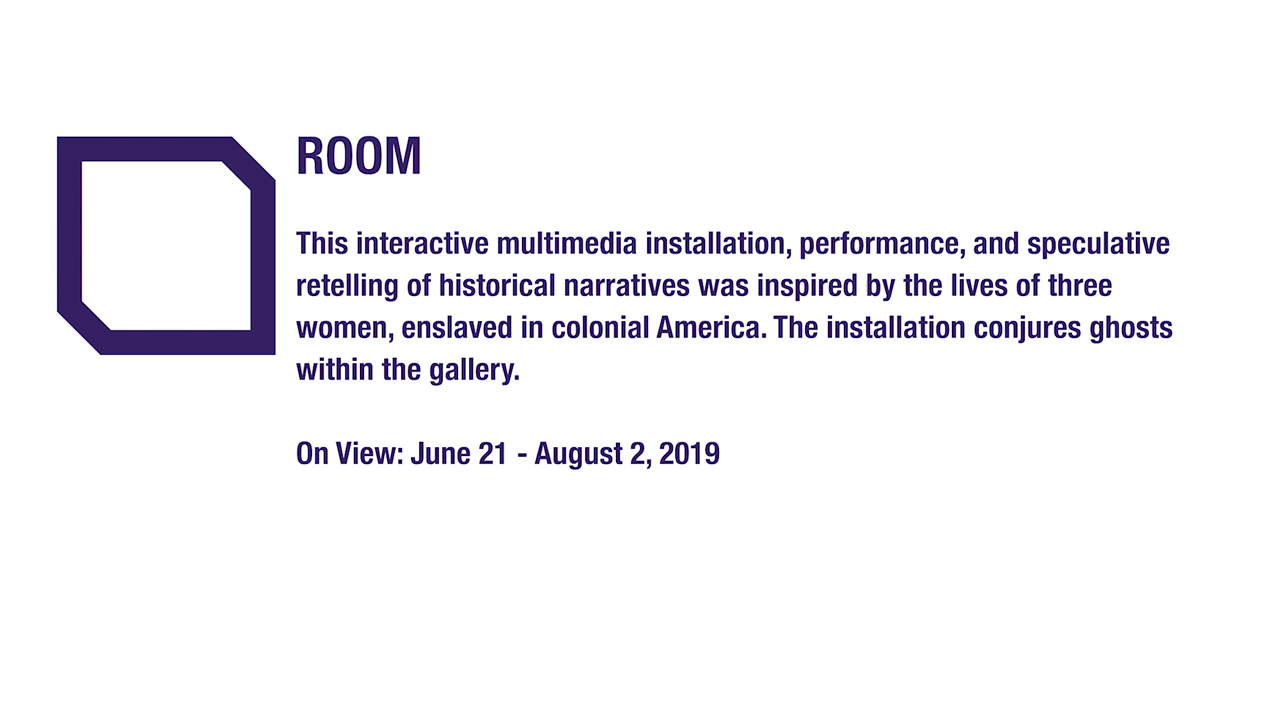 ROOM
This interactive multimedia installation, performance, and speculative
retelling of historical narratives was inspired by the lives of three
women, enslaved in colonial America. The installation conjures ghosts
within the gallery.
On View: June 21 - August 2, 2019